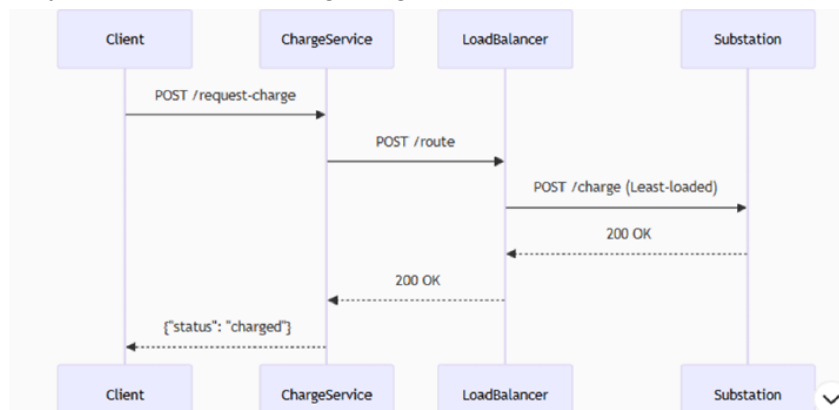 Client ChargeService LoadBalancer Substation
POST /request-charge
POST /route
POST /charge (Least-loaded)
200 OK
200 OK
{"status": "charged"}
Client ChargeService LoadBalancer Substation